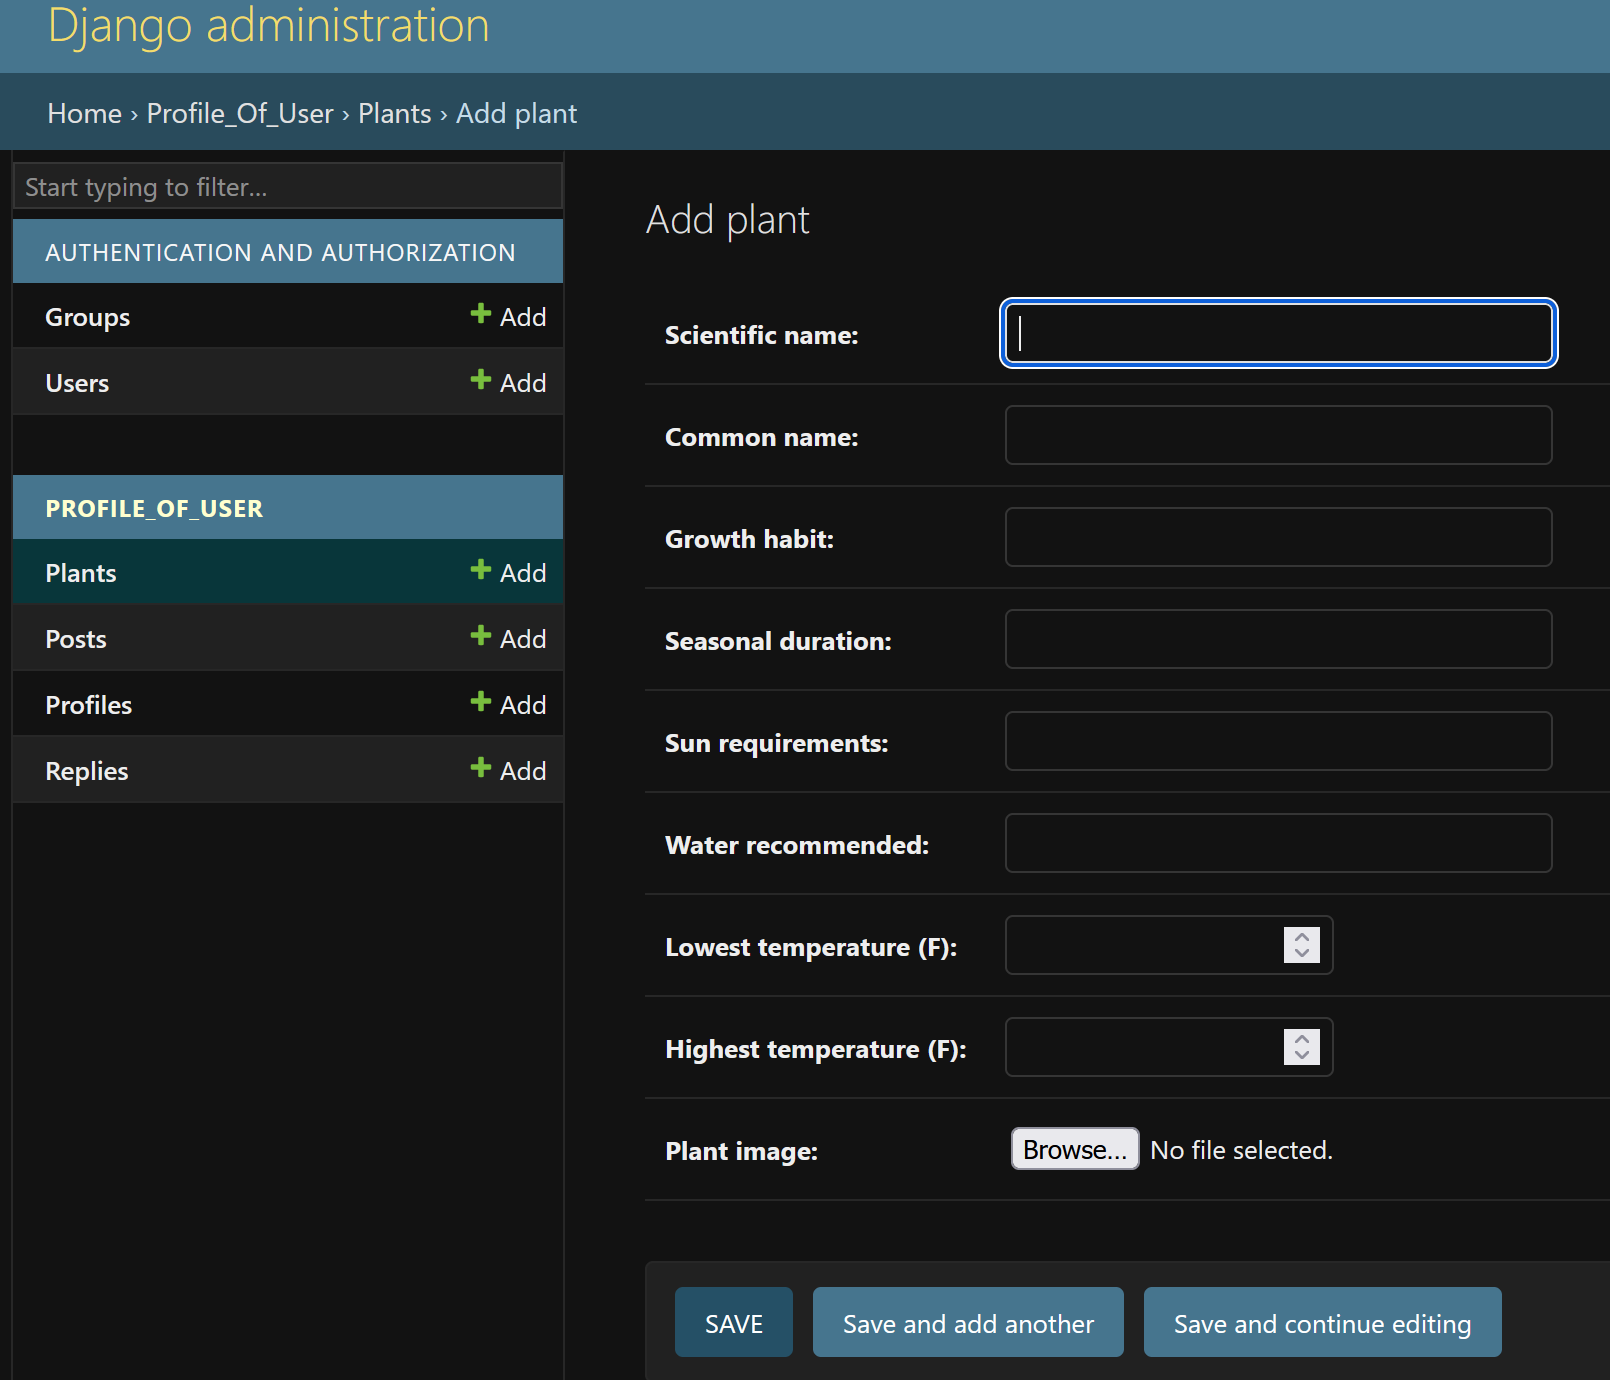 Django administration
Home › Profile_Of_User › Plants › Add plant
Start typing to filter...
AUTHENTICATION AND AUTHORIZATION
Groups Add
Users Add
PROFILE_OF_USER
Plants Add
Posts Add
Profiles Add
Replies Add
Add plant
Scientific name:
Common name:
Growth habit:
Seasonal duration:
Sun requirements:
Water recommended:
Lowest temperature (F):
Highest temperature (F):
Plant image: Browse... No file selected.
SAVE Save and add another Save and continue editing